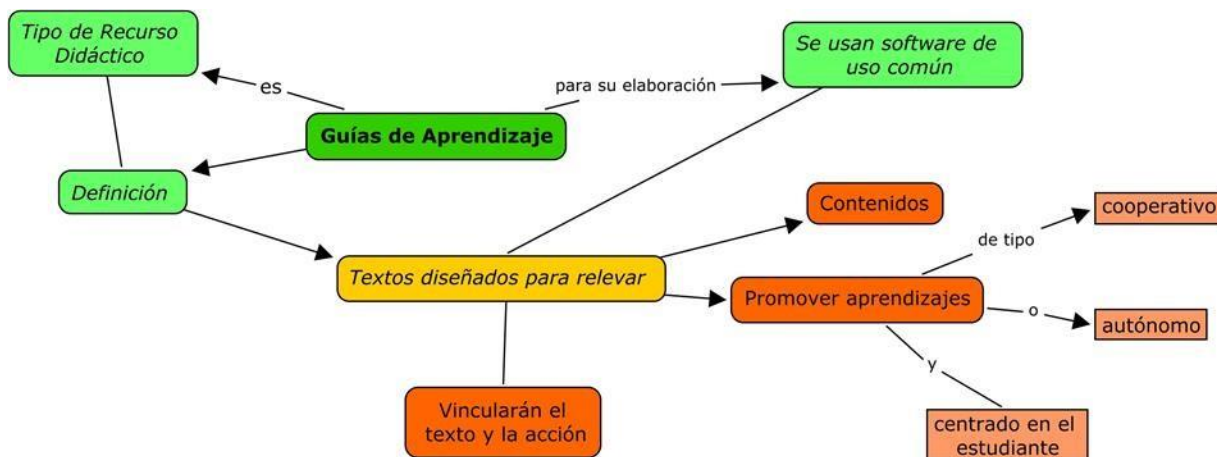 Tipo de Recurso
Didáctico
Se usan software de
uso común
es
para su elaboración
Guías de Aprendizaje
Definición
Contenidos
cooperativo
de tipo
Textos diseñados para relevar
Promover aprendizajes
o
autónomo
y
Vincularán el
texto y la acción
centrado en el
estudiante